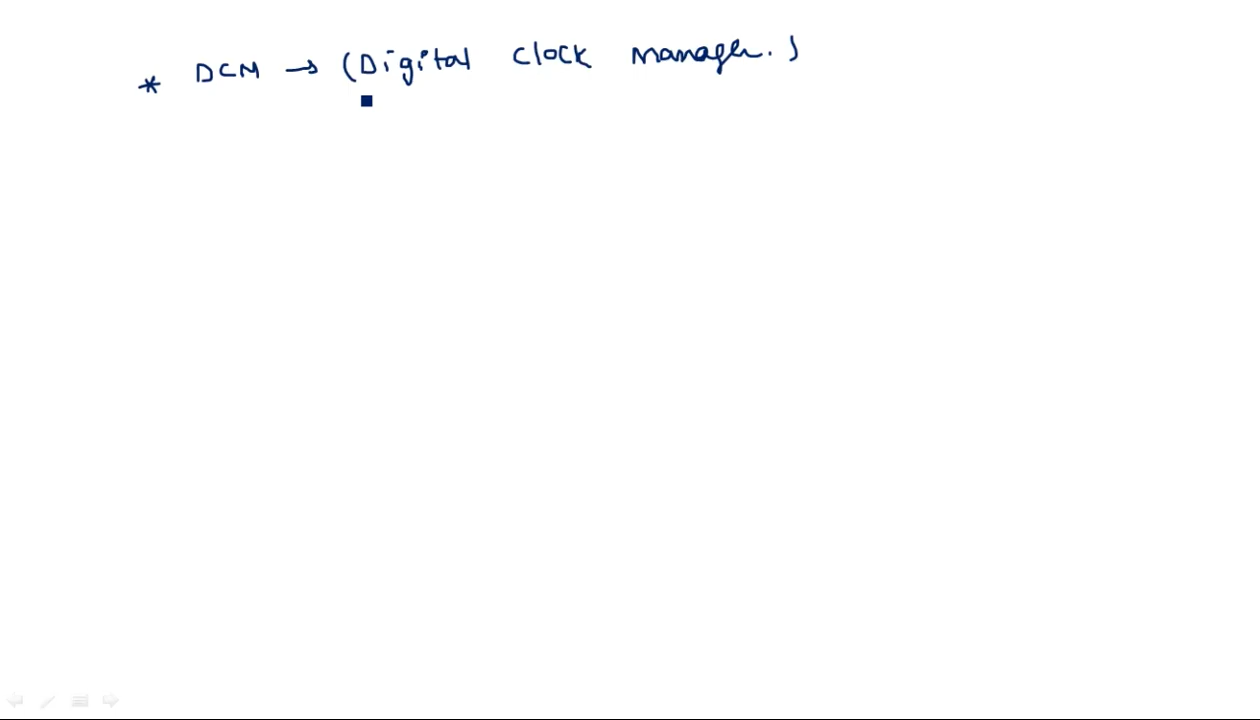 * DCM → (Digital Clock Manager.)